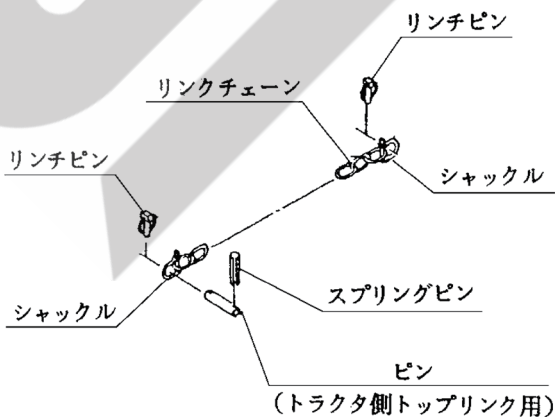 リンチピン
リンクチェーン
リンチピン
シャックル
スプリングピン
シャックル
ピン
(トラクタ側トップリンク用)